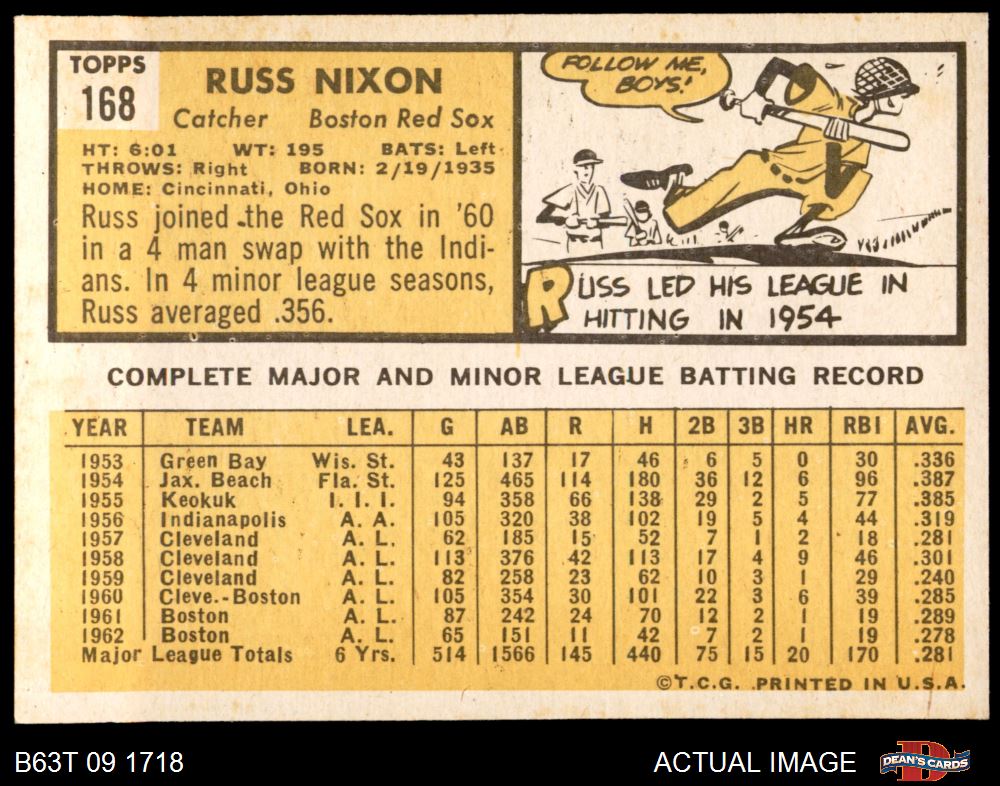 TOPPS
168
RUSS NIXON
Catcher Boston Red Sox
HT: 6:01 WT: 195 BATS: Left
THROWS: Right BORN: 2/19/1935
HOME: Cincinnati, Ohio
Russ joined the Red Sox in '60
in a 4 man swap with the Indi-
ans. In 4 minor league seasons,
Russ averaged .356.
FOLLOW ME,
BOYS!
RUSS LED HIS LEAGUE IN
HITTING IN 1954
COMPLETE MAJOR AND MINOR LEAGUE BATTING RECORD
YEAR TEAM LEA. G AB R H 2B 3B HR RBI AVG.
1953 Green Bay Wis. St. 43 137 17 46 6 5 0 30 .336
1954 Jax. Beach Fla. St. 125 465 114 180 36 12 6 96 .387
1955 Keokuk I. I. I. 94 358 66 138 29 2 5 77 .385
1956 Indianapolis A. A. 105 320 38 102 19 5 4 44 .319
1957 Cleveland A. L. 62 185 15 52 7 1 2 18 .281
1958 Cleveland A. L. 113 376 42 113 17 4 9 46 .301
1959 Cleveland A. L. 82 258 23 62 10 3 1 29 .240
1960 Cleve.-Boston A. L. 105 354 30 101 22 3 6 39 .285
1961 Boston A. L. 87 242 24 70 12 2 1 19 .289
1962 Boston A. L. 65 151 11 42 7 2 1 19 .278
Major League Totals 6 Yrs. 514 1566 145 440 75 15 20 170 .281
©T.C.G. PRINTED IN U.S.A.
B63T 09 1718
ACTUAL IMAGE
DEAN'S CARDS